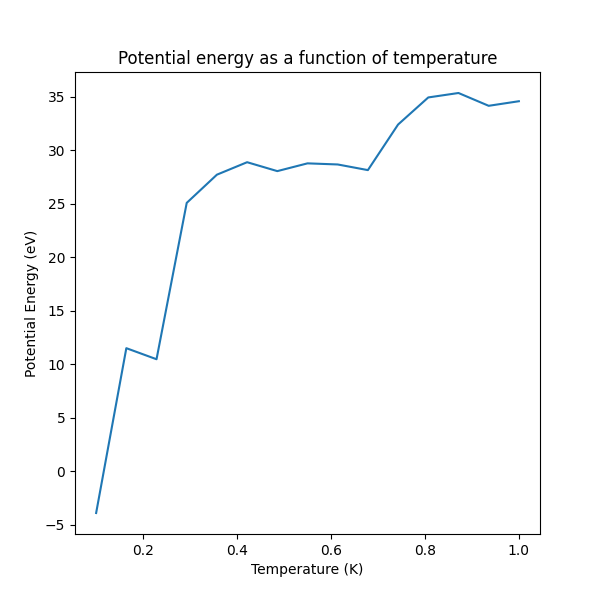 Potential energy as a function of temperature
Potential Energy (eV)
35
30
25
20
15
10
5
0
−5
0.2 0.4 0.6 0.8 1.0
Temperature (K)